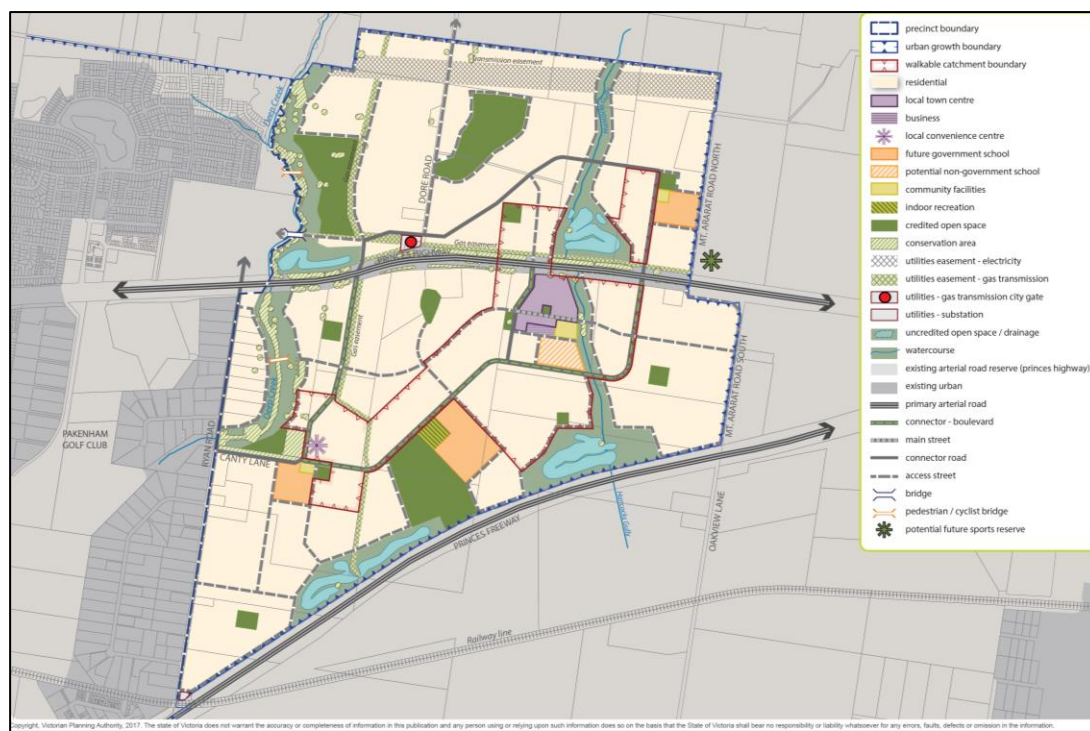 precinct boundary
urban growth boundary
walkable catchment boundary
residential
local town centre
business
local convenience centre
future government school
potential non-government school
community facilities
indoor recreation
credited open space
conservation area
utilities easement - electricity
utilities easement - gas transmission
utilities - gas transmission city gate
utilities - substation
uncredited open space / drainage
watercourse
existing arterial road reserve (princes highway)
existing urban
primary arterial road
connector - boulevard
main street
connector road
access street
bridge
pedestrian / cyclist bridge
potential future sports reserve
Transmission easement
Deep Creek
DORE ROAD
MT. ARARAT ROAD NORTH
Gas easement
Gas easement
MT. ARARAT ROAD SOUTH
RYAN ROAD
PAKENHAM
GOLF CLUB
CANTY LANE
PRINCES FREEWAY
OAKVIEW LANE
Railway line
Copyright, Victorian Planning Authority, 2017. The state of Victoria does not warrant the accuracy or completeness of information in this publication and any person using or relying upon such information does so on the basis that the State of Victoria shall bear no responsibility or liability whatsoever for any errors, faults, defects or omission in the information.